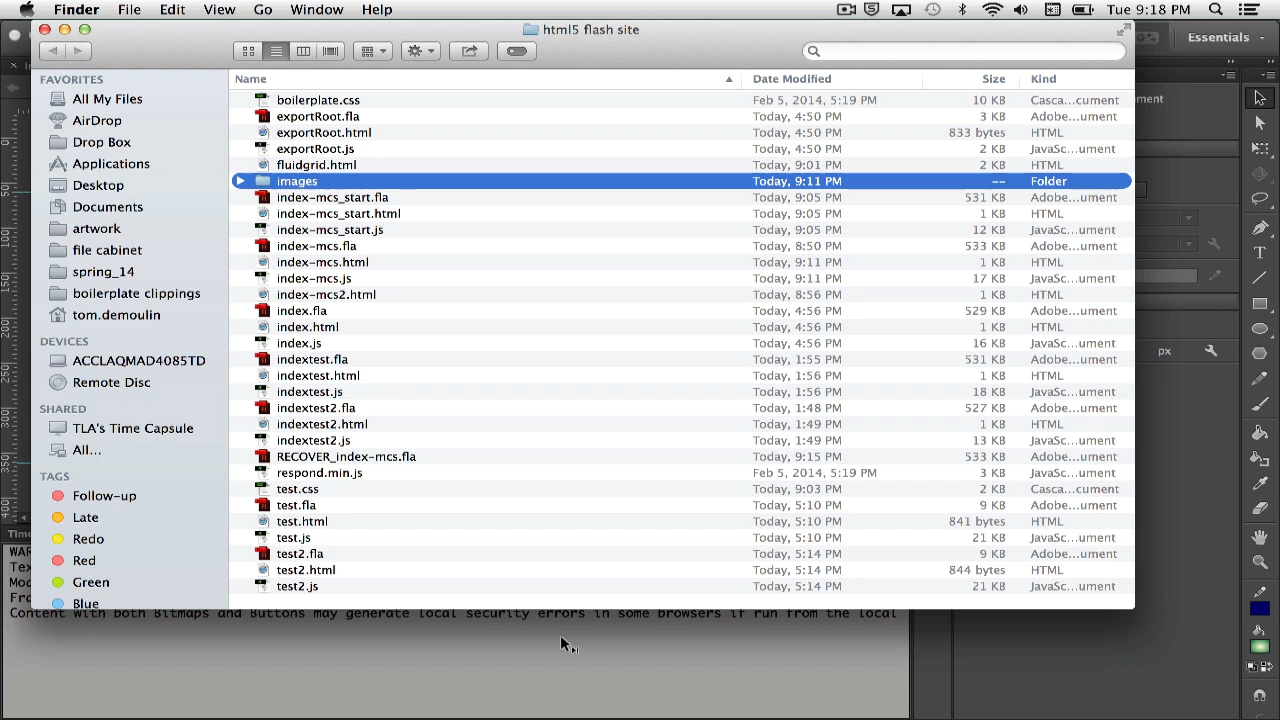 Finder File Edit View Go Window Help Tue 9:18 PM
html5 flash site
Essentials
FAVORITES
All My Files
AirDrop
Drop Box
Applications
Desktop
Documents
artwork
file cabinet
spring_14
boilerplate clippings
tom.demoulin
DEVICES
ACCLAQMAD4085TD
Remote Disc
SHARED
TLA's Time Capsule
All...
TAGS
Follow-up
Late
Redo
Red
Green
Blue
Name Date Modified Size Kind
boilerplate.css Feb 5, 2014, 5:19 PM 10 KB Casca...cument
exportRoot.fla Today, 4:50 PM 3 KB Adobe...ument
exportRoot.html Today, 4:50 PM 833 bytes HTML
exportRoot.js Today, 4:50 PM 2 KB JavaSc...ument
fluidgrid.html Today, 9:01 PM 2 KB HTML
images Today, 9:11 PM -- Folder
index-mcs_start.fla Today, 9:05 PM 531 KB Adobe...ument
index-mcs_start.html Today, 9:05 PM 1 KB HTML
index-mcs_start.js Today, 9:05 PM 12 KB JavaSc...ument
index-mcs.fla Today, 8:50 PM 533 KB Adobe...ument
index-mcs.html Today, 9:11 PM 1 KB HTML
index-mcs.js Today, 9:11 PM 17 KB JavaSc...ument
index-mcs2.html Today, 8:56 PM 1 KB HTML
index.fla Today, 4:56 PM 529 KB Adobe...ument
index.html Today, 4:56 PM 1 KB HTML
index.js Today, 4:56 PM 16 KB JavaSc...ument
indextest.fla Today, 1:55 PM 531 KB Adobe...ument
indextest.html Today, 1:56 PM 1 KB HTML
indextest.js Today, 1:56 PM 18 KB JavaSc...ument
indextest2.fla Today, 1:48 PM 527 KB Adobe...ument
indextest2.html Today, 1:49 PM 1 KB HTML
indextest2.js Today, 1:49 PM 13 KB JavaSc...ument
RECOVER_index-mcs.fla Today, 9:15 PM 533 KB Adobe...ument
respond.min.js Feb 5, 2014, 5:19 PM 3 KB JavaSc...ument
test.css Today, 9:03 PM 2 KB Casca...cument
test.fla Today, 5:10 PM 9 KB Adobe...ument
test.html Today, 5:10 PM 841 bytes HTML
test.js Today, 5:10 PM 21 KB JavaSc...ument
test2.fla Today, 5:14 PM 9 KB Adobe...ument
test2.html Today, 5:14 PM 844 bytes HTML
test2.js Today, 5:14 PM 21 KB JavaSc...ument
ment
px
0
50
100
150
200
250
300
350
400
Time
WAR
Tex
Mod
Fra
Content with both Bitmaps and Buttons may generate local security errors in some browsers if run from the local